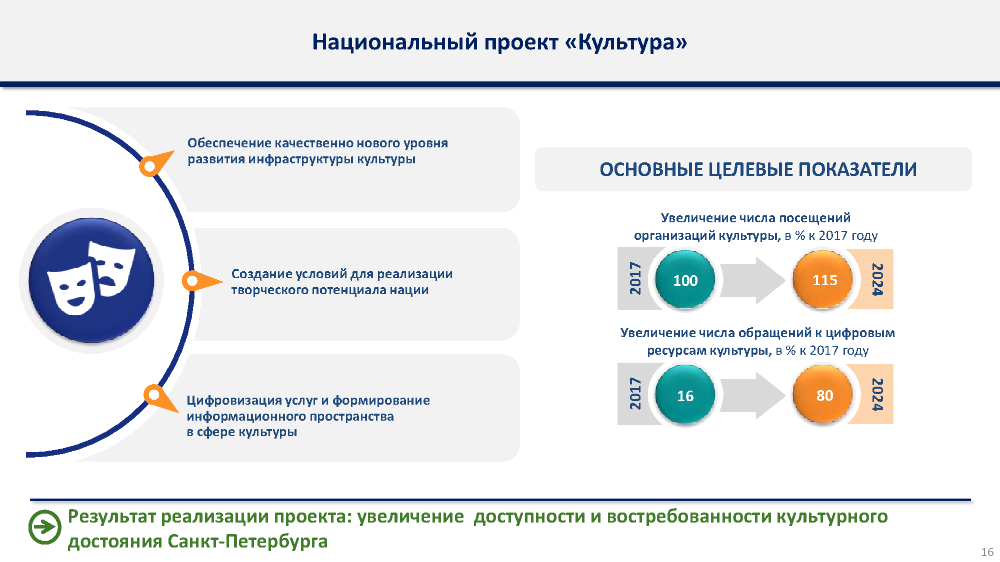 Национальный проект «Культура»
Обеспечение качественно нового уровня
развития инфраструктуры культуры
Создание условий для реализации
творческого потенциала нации
Цифровизация услуг и формирование
информационного пространства
в сфере культуры
ОСНОВНЫЕ ЦЕЛЕВЫЕ ПОКАЗАТЕЛИ
Увеличение числа посещений
организаций культуры, в % к 2017 году
2017
100
115
2024
Увеличение числа обращений к цифровым
ресурсам культуры, в % к 2017 году
2017
16
80
2024
Результат реализации проекта: увеличение доступности и востребованности культурного
достояния Санкт-Петербурга
16